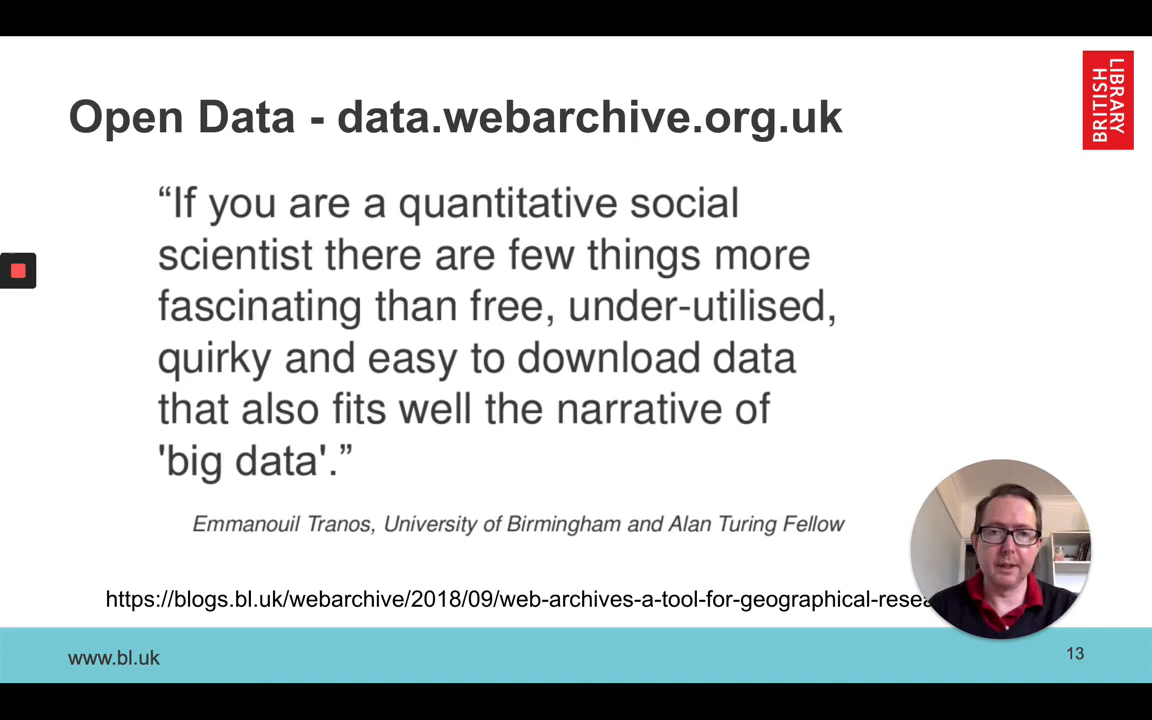 Open Data - data.webarchive.org.uk
LIBRARY
BRITISH
“If you are a quantitative social
scientist there are few things more
fascinating than free, under-utilised,
quirky and easy to download data
that also fits well the narrative of
'big data'.”
Emmanouil Tranos, University of Birmingham and Alan Turing Fellow
https://blogs.bl.uk/webarchive/2018/09/web-archives-a-tool-for-geographical-resea
www.bl.uk
13